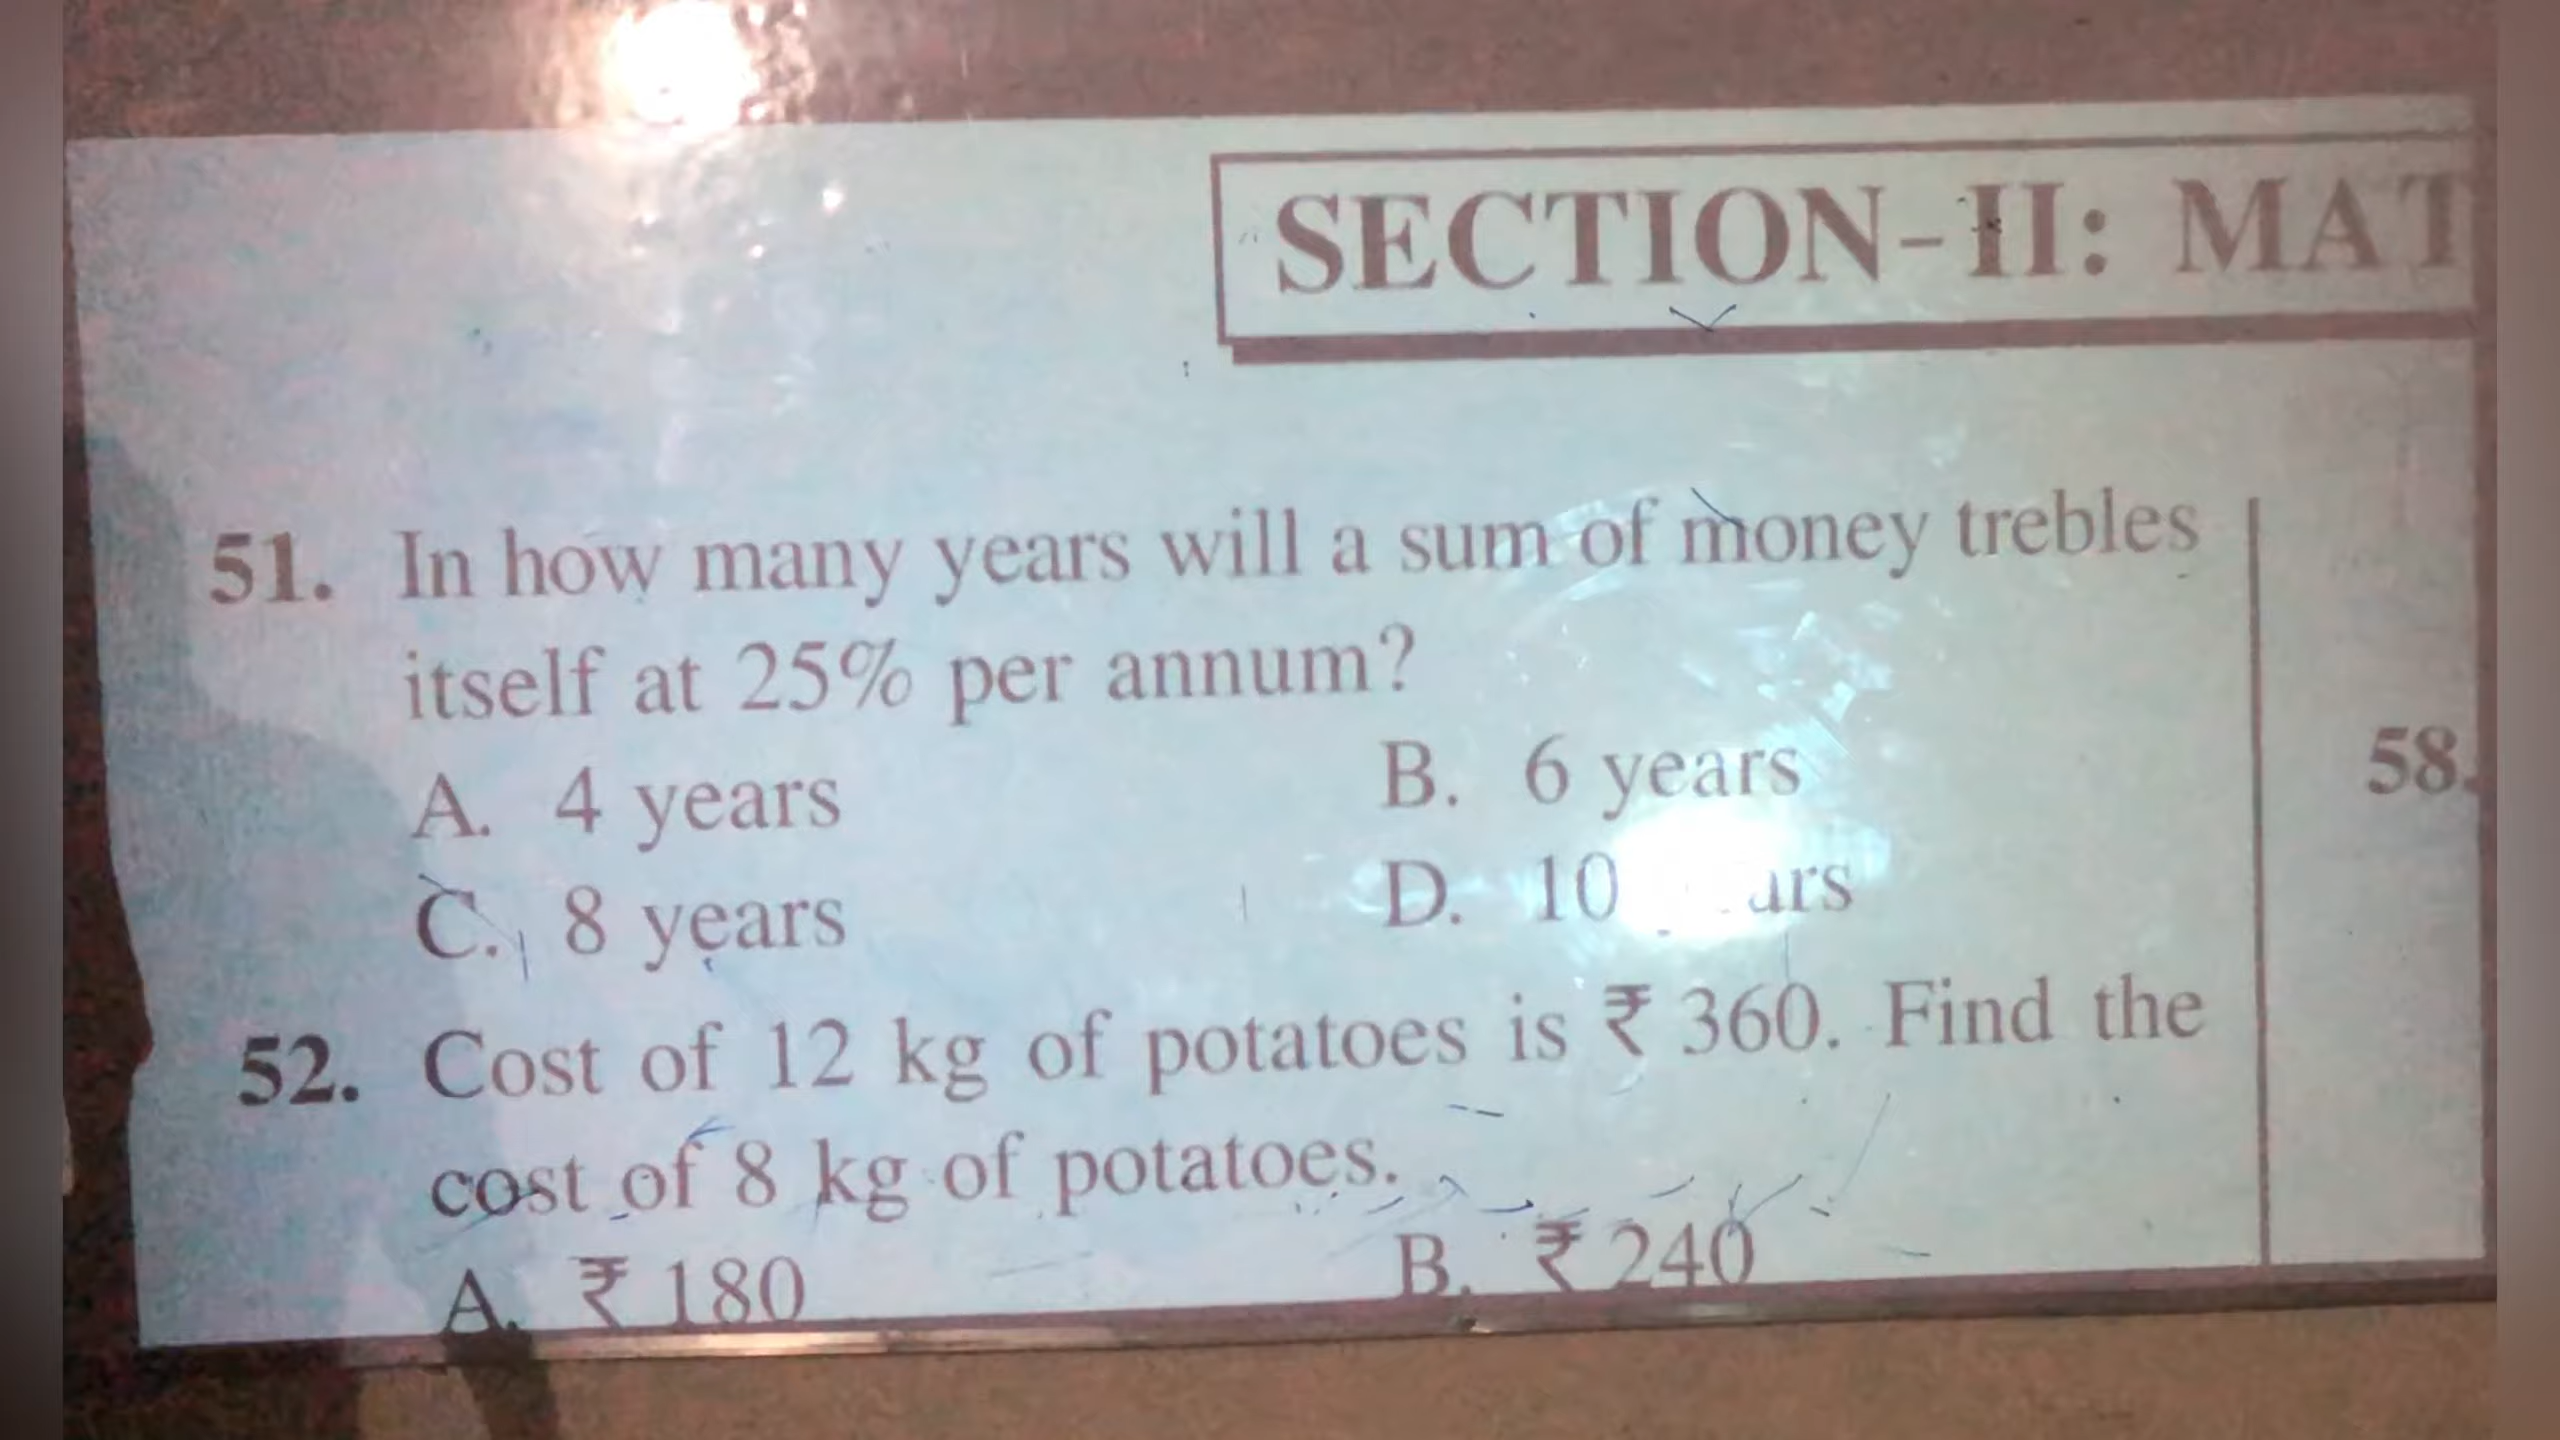 SECTION-II: MAT
51. In how many years will a sum of money trebles
itself at 25% per annum?
A. 4 years
B. 6 years
C. 8 years
D. 10
52. Cost of 12 kg of potatoes is ₹ 360. Find the
cost of 8 kg of potatoes.
A. ₹ 180
B. ₹ 240
58.